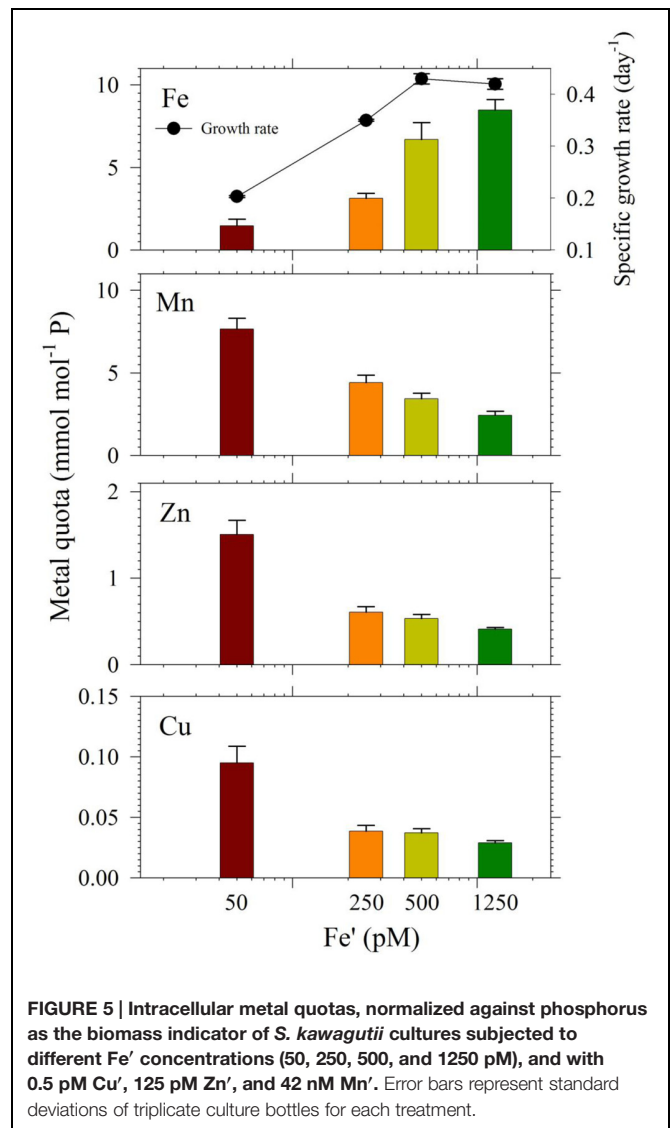 Fe
Growth rate
10
5
0
0.4
0.3
0.2
0.1
Specific growth rate (day⁻¹)
Mn
10
5
0
Zn
2
1
0
Cu
0.15
0.10
0.05
0.00
Metal quota (mmol mol⁻¹ P)
50 250 500 1250
Fe' (pM)
FIGURE 5 | Intracellular metal quotas, normalized against phosphorus
as the biomass indicator of S. kawagutii cultures subjected to
different Fe′ concentrations (50, 250, 500, and 1250 pM), and with
0.5 pM Cu′, 125 pM Zn′, and 42 nM Mn′. Error bars represent standard
deviations of triplicate culture bottles for each treatment.